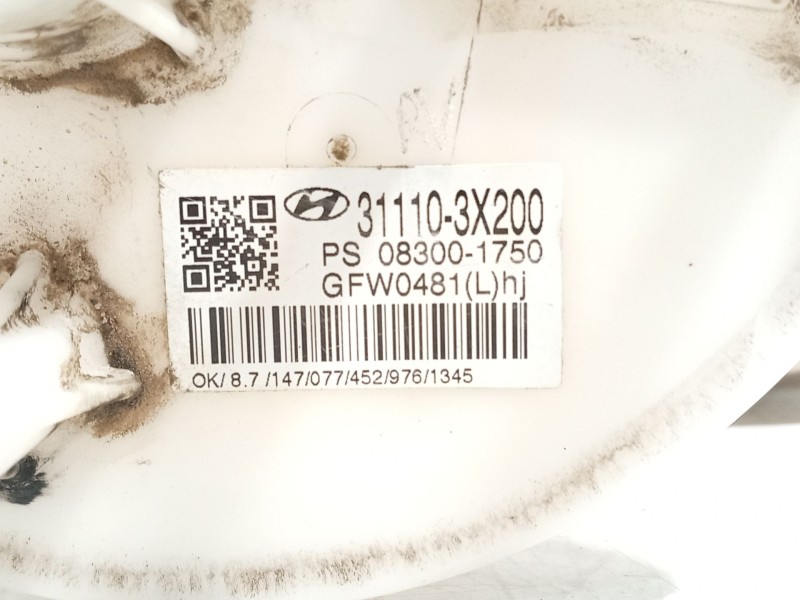 31110-3X200
PS 08300-1750
GFW0481(L)hj
OK/ 8.7 /147/077/452/976/1345